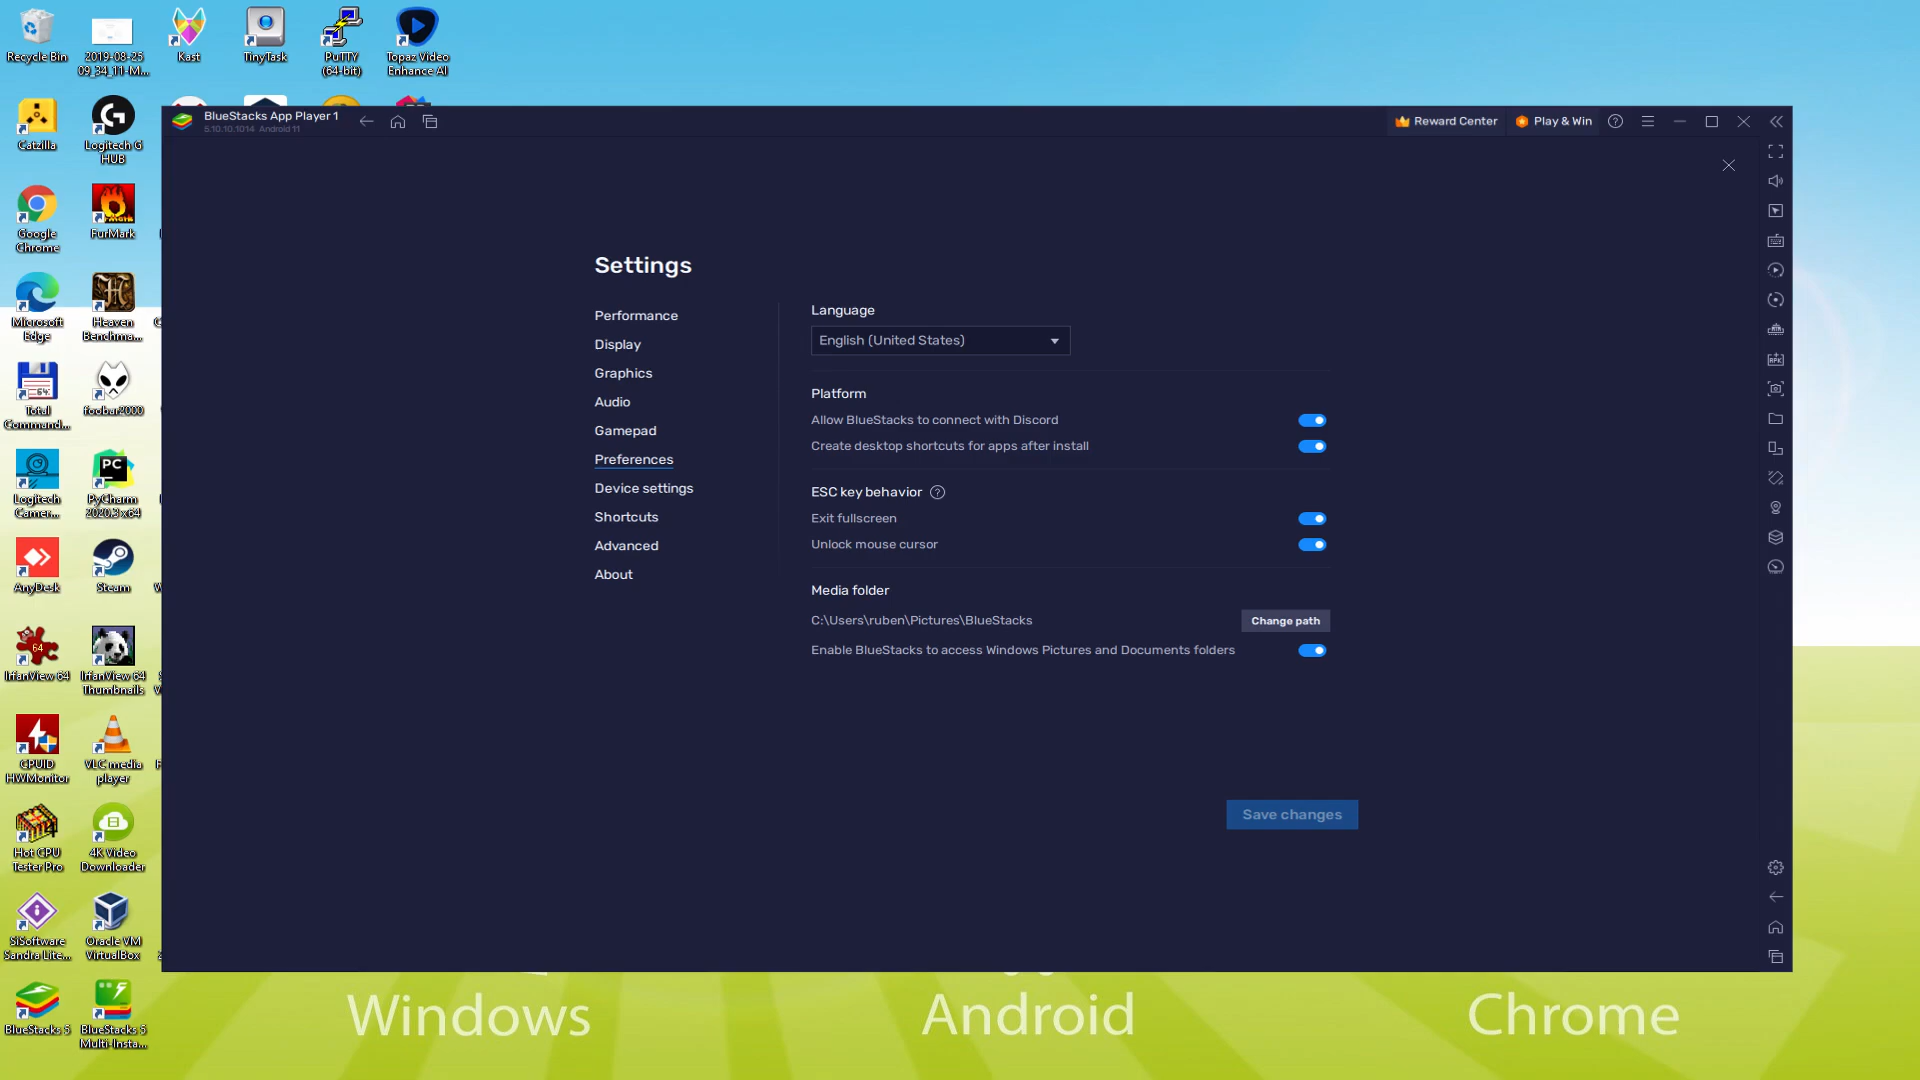 Recycle Bin
2019-08-25
09_34_11-M...
Kast
TinyTask
PuTTY
(64-bit)
Topaz Video
Enhance AI
Catzilla
Logitech G
HUB
Google
Chrome
FurMark
Microsoft
Edge
Heaven
Benchma...
Total
Command...
foobar2000
Logitech
Camer...
PC
PyCharm
2020.3 x64
AnyDesk
Steam
64
IrfanView 64
IrfanView 64
Thumbnails
CPUID
HWMonitor
VLC media
player
Hot CPU
Tester Pro
4K Video
Downloader
SiSoftware
Sandra Lite...
Oracle VM
VirtualBox
BlueStacks 5
BlueStacks 5
Multi-Insta...
BlueStacks App Player 1
5.10.10.1014 Android 11
Reward Center
Play & Win
Settings
Performance
Display
Graphics
Audio
Gamepad
Preferences
Device settings
Shortcuts
Advanced
About
Language
English (United States)
Platform
Allow BlueStacks to connect with Discord
Create desktop shortcuts for apps after install
ESC key behavior
Exit fullscreen
Unlock mouse cursor
Media folder
C:\Users\ruben\Pictures\BlueStacks
Change path
Enable BlueStacks to access Windows Pictures and Documents folders
Save changes
Windows
Android
Chrome